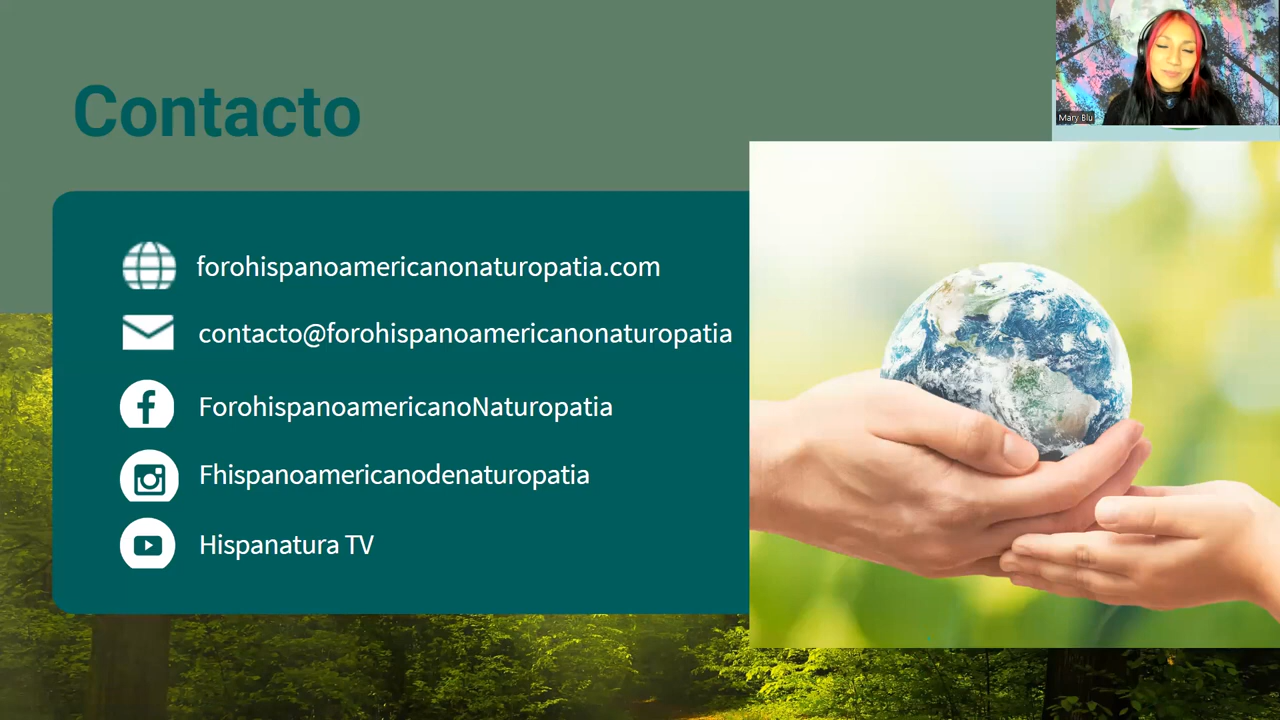 Contacto
Mary Blu
forohispanoamericanonaturopatia.com
contacto@forohispanoamericanonaturopatia
ForohispanoamericanoNaturopatia
Fhispanoamericanodenaturopatia
Hispanatura TV